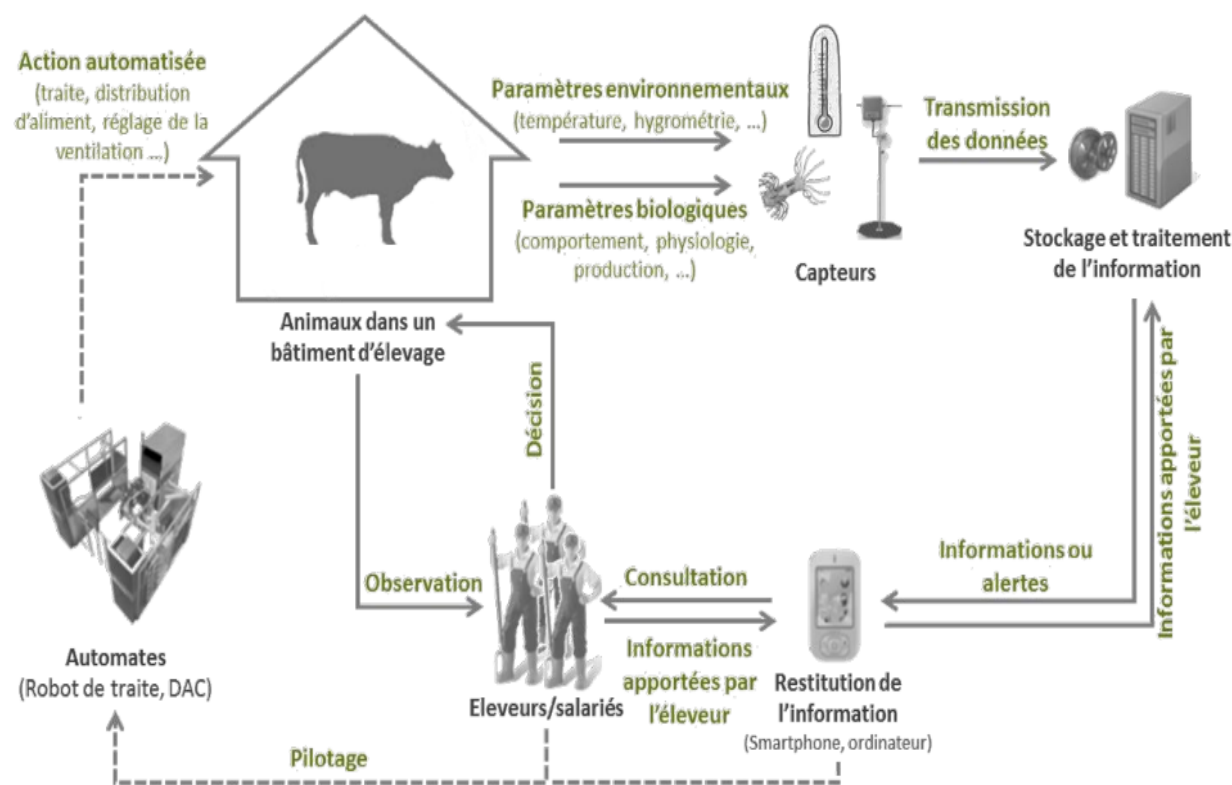 Action automatisée
(traite, distribution
d'aliment, réglage de la
ventilation ...)
Paramètres environnementaux
(température, hygrométrie, ...)
Paramètres biologiques
(comportement, physiologie,
production, ...)
Capteurs
Transmission
des données
Stockage et traitement
de l'information
Animaux dans un
bâtiment d'élevage
Décision
Informations apportées par
l'éleveur
Observation
Consultation
Informations ou
alertes
Informations
apportées par
l'éleveur
Automates
(Robot de traite, DAC)
Eleveurs/salariés
Restitution de
l'information
(Smartphone, ordinateur)
Pilotage